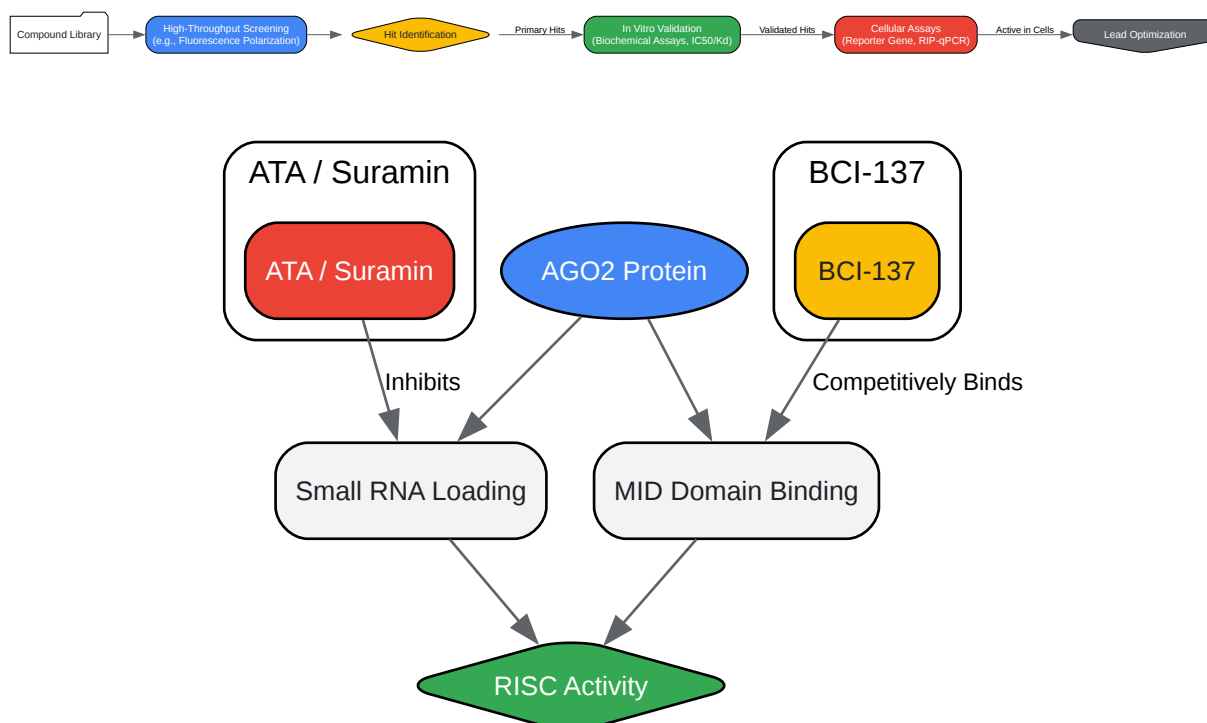 Compound Library
High-Throughput Screening
(e.g., Fluorescence Polarization)
Hit Identification
Primary Hits
In Vitro Validation
(Biochemical Assays, IC50/Kd)
Validated Hits
Cellular Assays
(Reporter Gene, RIP-qPCR)
Active in Cells
Lead Optimization
ATA / Suramin
BCI-137
ATA / Suramin
AGO2 Protein
BCI-137
Inhibits
Competitively Binds
Small RNA Loading
MID Domain Binding
RISC Activity